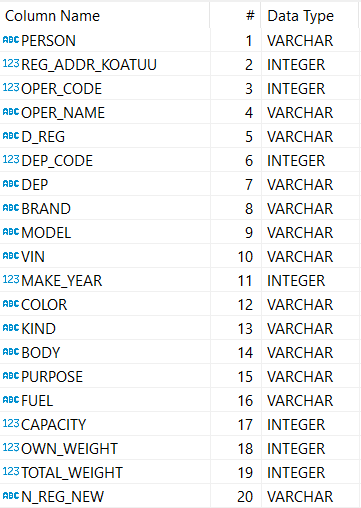 Column Name # Data Type
ABC PERSON 1 VARCHAR
123 REG_ADDR_KOATUU 2 INTEGER
123 OPER_CODE 3 INTEGER
ABC OPER_NAME 4 VARCHAR
ABC D_REG 5 VARCHAR
123 DEP_CODE 6 INTEGER
ABC DEP 7 VARCHAR
ABC BRAND 8 VARCHAR
ABC MODEL 9 VARCHAR
ABC VIN 10 VARCHAR
123 MAKE_YEAR 11 INTEGER
ABC COLOR 12 VARCHAR
ABC KIND 13 VARCHAR
ABC BODY 14 VARCHAR
ABC PURPOSE 15 VARCHAR
ABC FUEL 16 VARCHAR
123 CAPACITY 17 INTEGER
123 OWN_WEIGHT 18 INTEGER
123 TOTAL_WEIGHT 19 INTEGER
ABC N_REG_NEW 20 VARCHAR